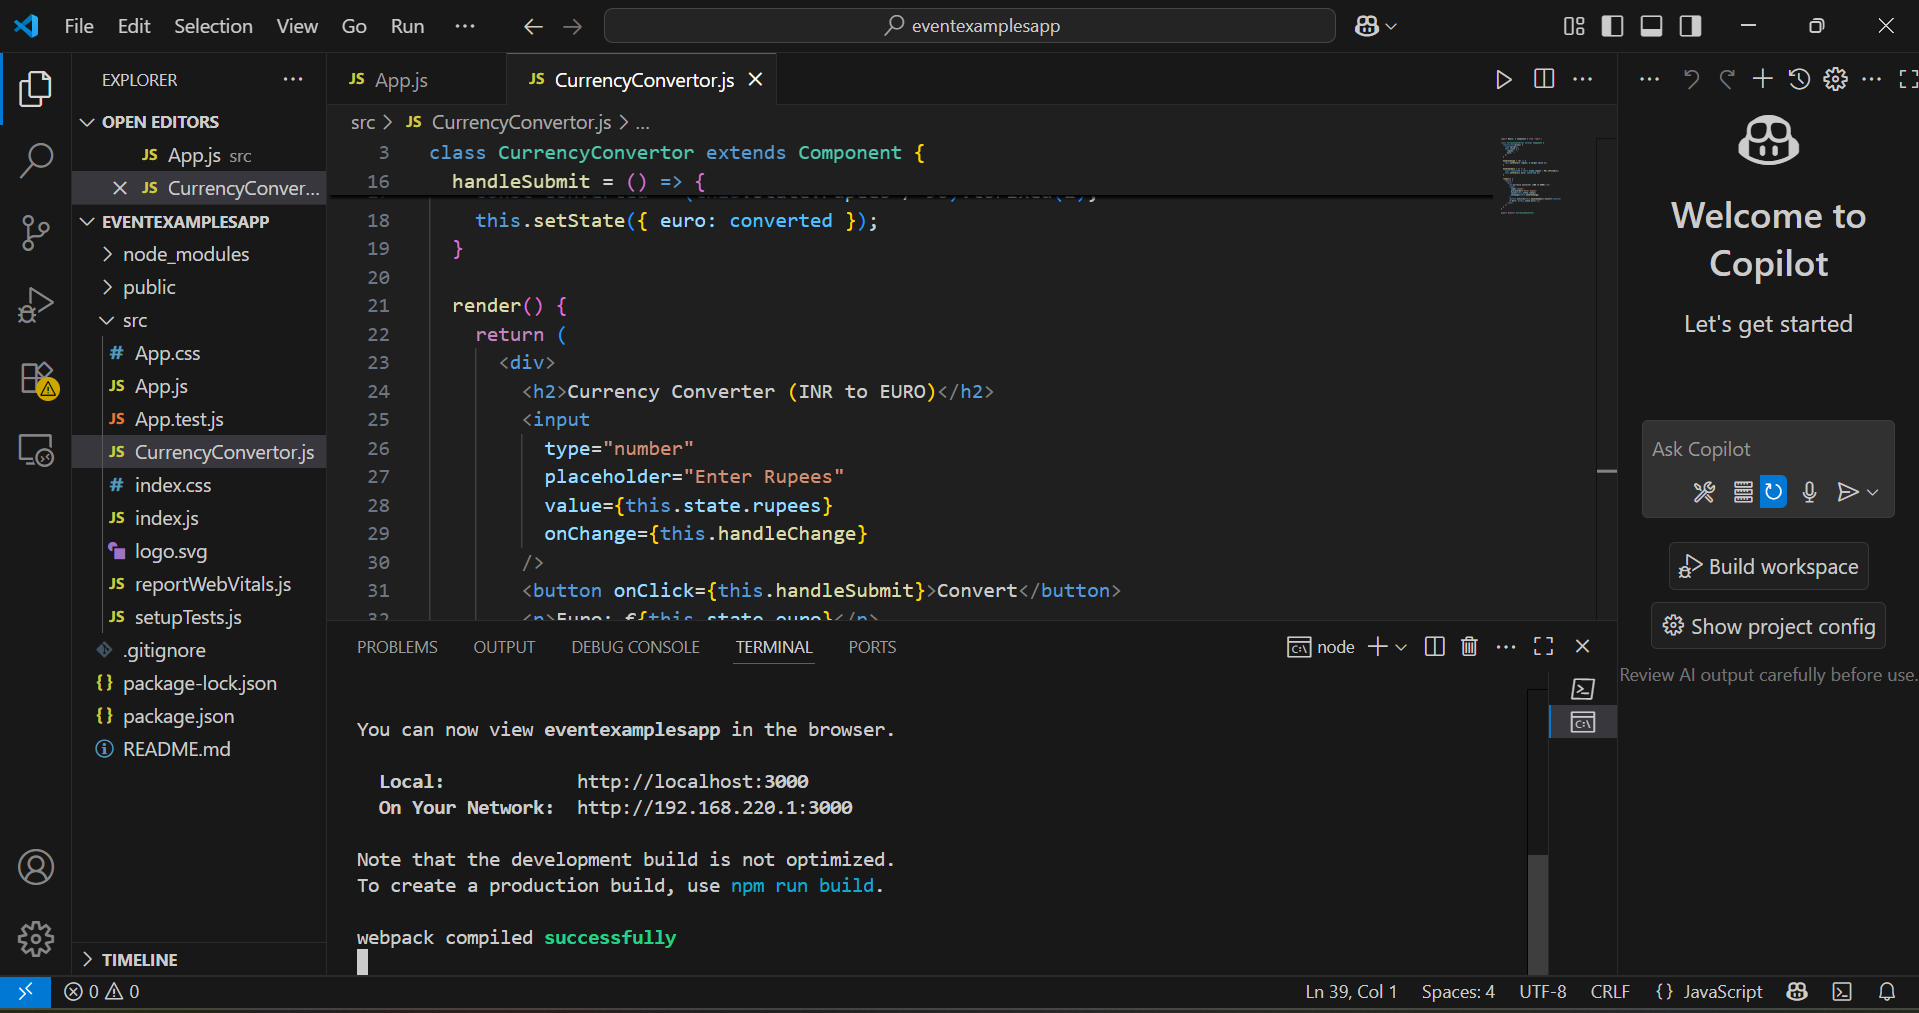 File Edit Selection View Go Run
eventexamplesapp
EXPLORER
OPEN EDITORS
JS App.js src
JS CurrencyConver...
EVENTEXAMPLESAPP
node_modules
public
src
# App.css
JS App.js
JS App.test.js
JS CurrencyConvertor.js
# index.css
JS index.js
logo.svg
JS reportWebVitals.js
JS setupTests.js
.gitignore
{} package-lock.json
{} package.json
README.md
TIMELINE
JS App.js
JS CurrencyConvertor.js
src > JS CurrencyConvertor.js > ...
3 class CurrencyConvertor extends Component {
16 handleSubmit = () => {
18 this.setState({ euro: converted });
19 }
20
21 render() {
22 return (
23 <div>
24 <h2>Currency Converter (INR to EURO)</h2>
25 <input
26 type="number"
27 placeholder="Enter Rupees"
28 value={this.state.rupees}
29 onChange={this.handleChange}
30 />
31 <button onClick={this.handleSubmit}>Convert</button>
PROBLEMS OUTPUT DEBUG CONSOLE TERMINAL PORTS
node
You can now view eventexamplesapp in the browser.
Local: http://localhost:3000
On Your Network: http://192.168.220.1:3000
Note that the development build is not optimized.
To create a production build, use npm run build.
webpack compiled successfully
Welcome to
Copilot
Let's get started
Ask Copilot
Build workspace
Show project config
Review AI output carefully before use.
0 0
Ln 39, Col 1 Spaces: 4 UTF-8 CRLF {} JavaScript